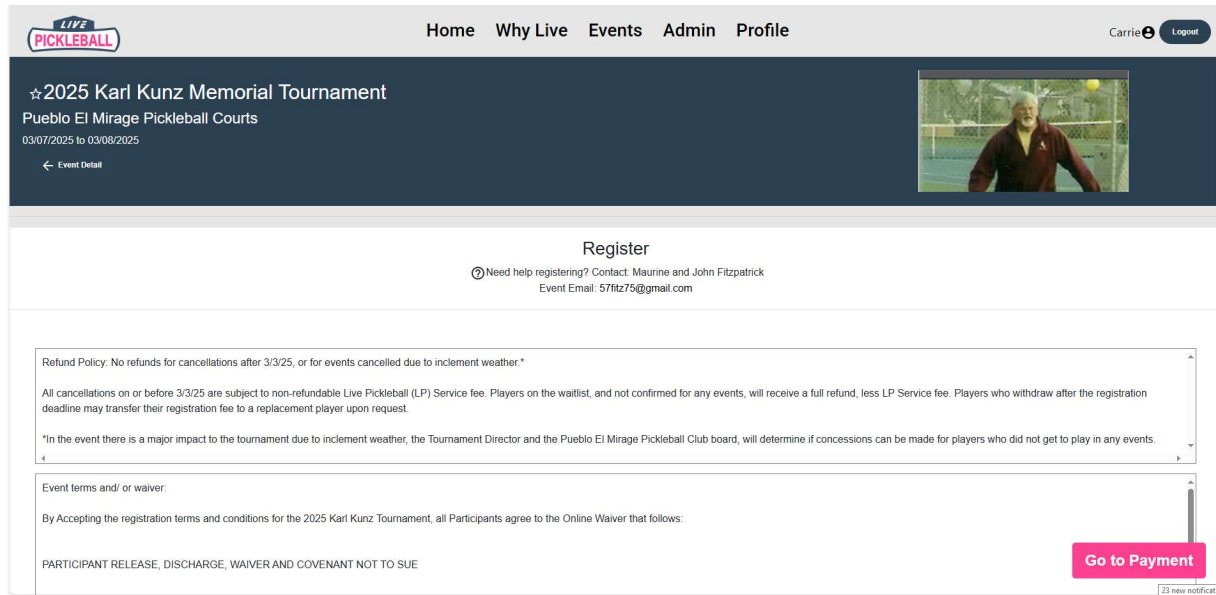 LIVE
PICKLEBALL
Home Why Live Events Admin Profile
Carrie Logout
☆2025 Karl Kunz Memorial Tournament
Pueblo El Mirage Pickleball Courts
03/07/2025 to 03/08/2025
← Event Detail
Register
Need help registering? Contact: Maurine and John Fitzpatrick
Event Email: 57fitz75@gmail.com
Refund Policy: No refunds for cancellations after 3/3/25, or for events cancelled due to inclement weather.*
All cancellations on or before 3/3/25 are subject to non-refundable Live Pickleball (LP) Service fee. Players on the waitlist, and not confirmed for any events, will receive a full refund, less LP Service fee. Players who withdraw after the registration
deadline may transfer their registration fee to a replacement player upon request.
*In the event there is a major impact to the tournament due to inclement weather, the Tournament Director and the Pueblo El Mirage Pickleball Club board, will determine if concessions can be made for players who did not get to play in any events.
Event terms and/ or waiver:
By Accepting the registration terms and conditions for the 2025 Karl Kunz Tournament, all Participants agree to the Online Waiver that follows:
PARTICIPANT RELEASE, DISCHARGE, WAIVER AND COVENANT NOT TO SUE
Go to Payment
23 new notificat